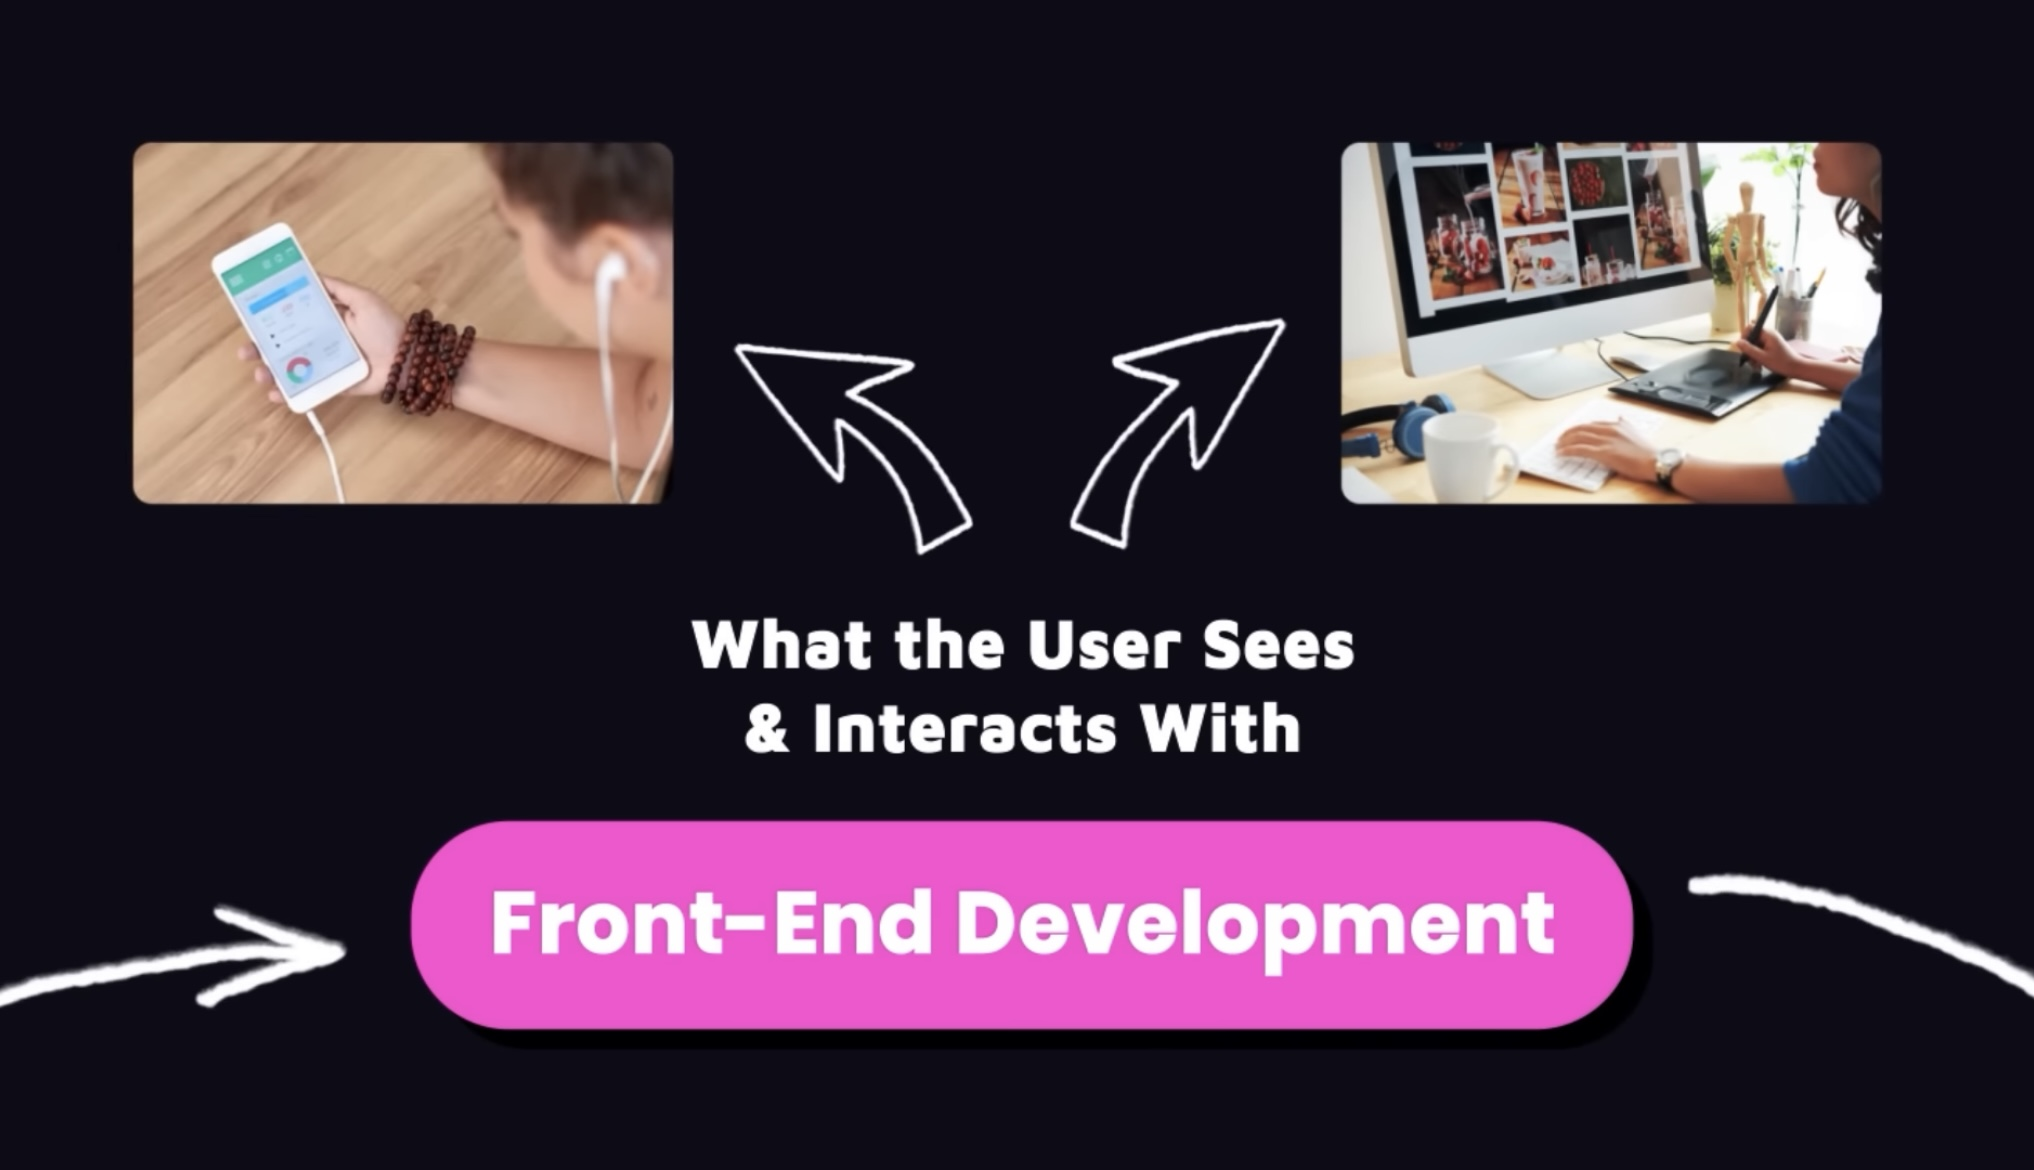 What the User Sees
& Interacts With
Front-End Development